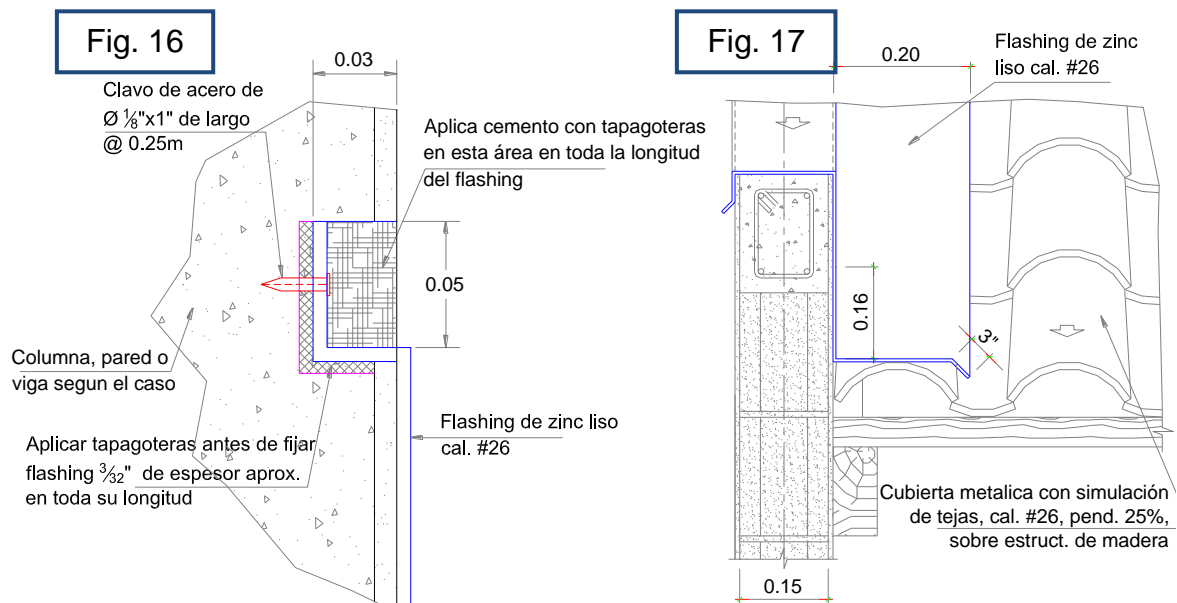 Fig. 16
0.03
Clavo de acero de
Ø ⅛"x1" de largo
@ 0.25m
Aplica cemento con tapagoteras
en esta área en toda la longitud
del flashing
0.05
Columna, pared o
viga segun el caso
Aplicar tapagoteras antes de fijar
flashing 3⁄32" de espesor aprox.
en toda su longitud
Flashing de zinc liso
cal. #26
Fig. 17
0.20
Flashing de zinc
liso cal. #26
0.16
3"
Cubierta metalica con simulación
de tejas, cal. #26, pend. 25%,
sobre estruct. de madera
0.15